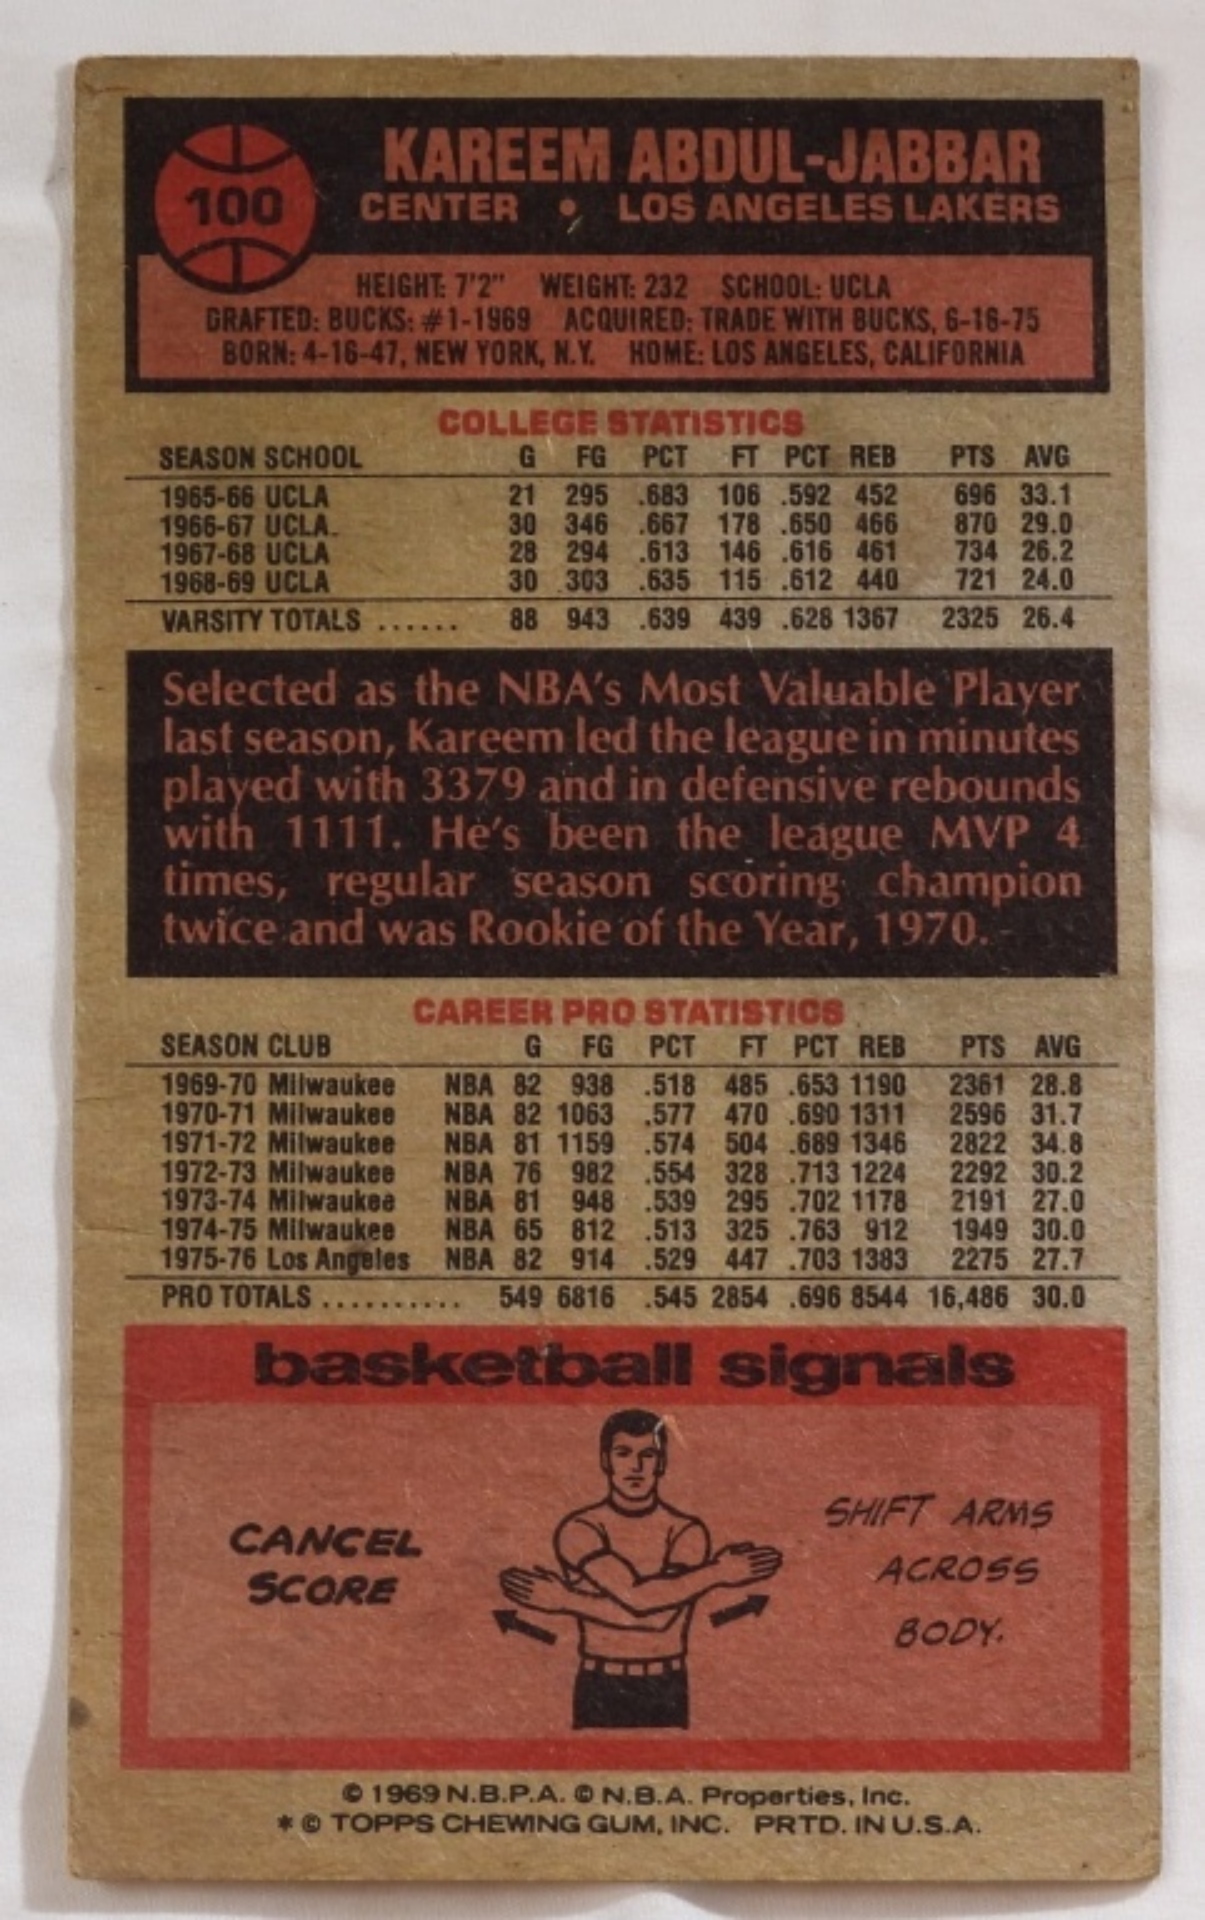 100
KAREEM ABDUL-JABBAR
CENTER • LOS ANGELES LAKERS
HEIGHT: 7'2" WEIGHT: 232 SCHOOL: UCLA
DRAFTED: BUCKS: #1-1969 ACQUIRED: TRADE WITH BUCKS, 6-16-75
BORN: 4-16-47, NEW YORK, N.Y. HOME: LOS ANGELES, CALIFORNIA
COLLEGE STATISTICS
SEASON SCHOOL G FG PCT FT PCT REB PTS AVG
1965-66 UCLA 21 295 .683 106 .592 452 696 33.1
1966-67 UCLA 30 346 .667 178 .650 466 870 29.0
1967-68 UCLA 28 294 .613 146 .616 461 734 26.2
1968-69 UCLA 30 303 .635 115 .612 440 721 24.0
VARSITY TOTALS ...... 88 943 .639 439 .628 1367 2325 26.4
Selected as the NBA's Most Valuable Player
last season, Kareem led the league in minutes
played with 3379 and in defensive rebounds
with 1111. He's been the league MVP 4
times, regular season scoring champion
twice and was Rookie of the Year, 1970.
CAREER PRO STATISTICS
SEASON CLUB G FG PCT FT PCT REB PTS AVG
1969-70 Milwaukee NBA 82 938 .518 485 .653 1190 2361 28.8
1970-71 Milwaukee NBA 82 1063 .577 470 .690 1311 2596 31.7
1971-72 Milwaukee NBA 81 1159 .574 504 .689 1346 2822 34.8
1972-73 Milwaukee NBA 76 982 .554 328 .713 1224 2292 30.2
1973-74 Milwaukee NBA 81 948 .539 295 .702 1178 2191 27.0
1974-75 Milwaukee NBA 65 812 .513 325 .763 912 1949 30.0
1975-76 Los Angeles NBA 82 914 .529 447 .703 1383 2275 27.7
PRO TOTALS .......... 549 6816 .545 2854 .696 8544 16,486 30.0
basketball signals
CANCEL
SCORE
SHIFT ARMS
ACROSS
BODY.
© 1969 N.B.P.A. © N.B.A. Properties, Inc.
* © TOPPS CHEWING GUM, INC. PRTD. IN U.S.A.